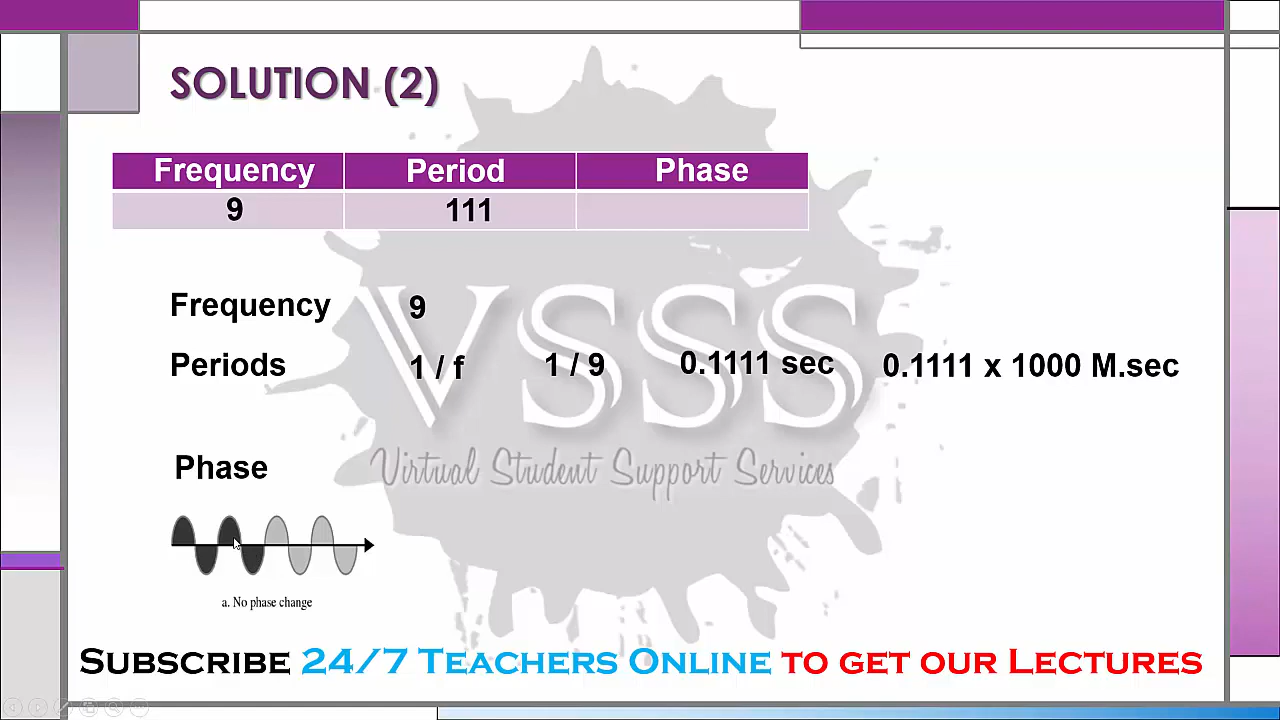 SOLUTION (2)
Frequency Period Phase
9 111
Frequency 9
Periods 1 / f 1 / 9 0.1111 sec 0.1111 x 1000 M.sec
VSSS
Virtual Student Support Services
Phase
a. No phase change
SUBSCRIBE 24/7 TEACHERS ONLINE TO GET OUR LECTURES